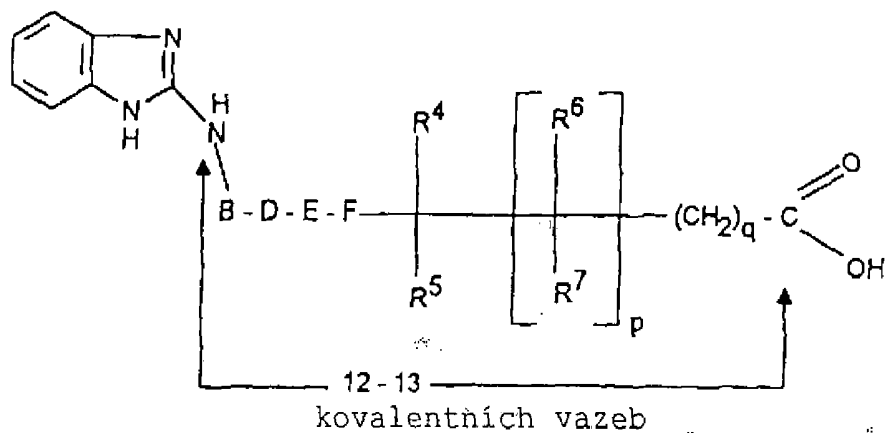 N
N
H
H
N
B - D - E - F
R⁴
R⁵
R⁶
R⁷
p
(CH₂)q - C
O
OH
12 - 13
kovalentních vazeb